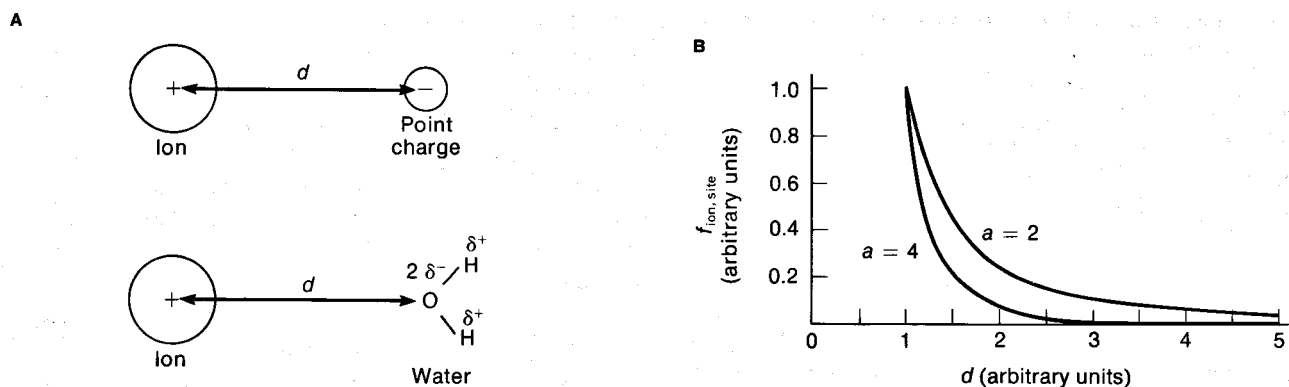 A
d
+
−
Ion
Point
charge
δ+
2 δ−
H
d
+
O
δ+
H
Ion
Water
B
f ion, site
(arbitrary units)
1.0
0.8
0.6
0.4
0.2
a = 2
a = 4
0 1 2 3 4 5
d (arbitrary units)